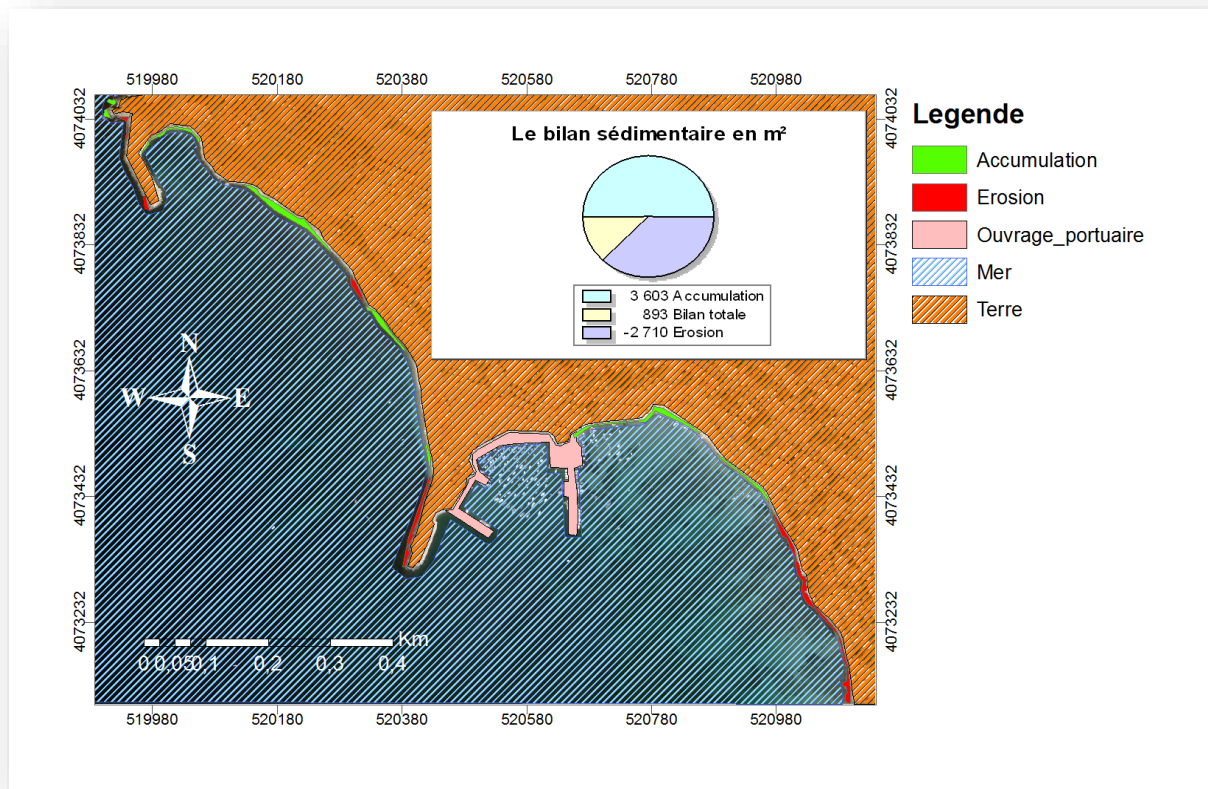 519980 520180 520380 520580 520780 520980
4074032 4074032
Le bilan sédimentaire en m²
3 603 Accumulation
893 Bilan totale
-2 710 Erosion
4073832 4073832
4073632 4073632
N
W E
S
4073432 4073432
4073232 4073232
Km
0 0.05 0,1 0,2 0,3 0,4
519980 520180 520380 520580 520780 520980
Legende
Accumulation
Erosion
Ouvrage_portuaire
Mer
Terre